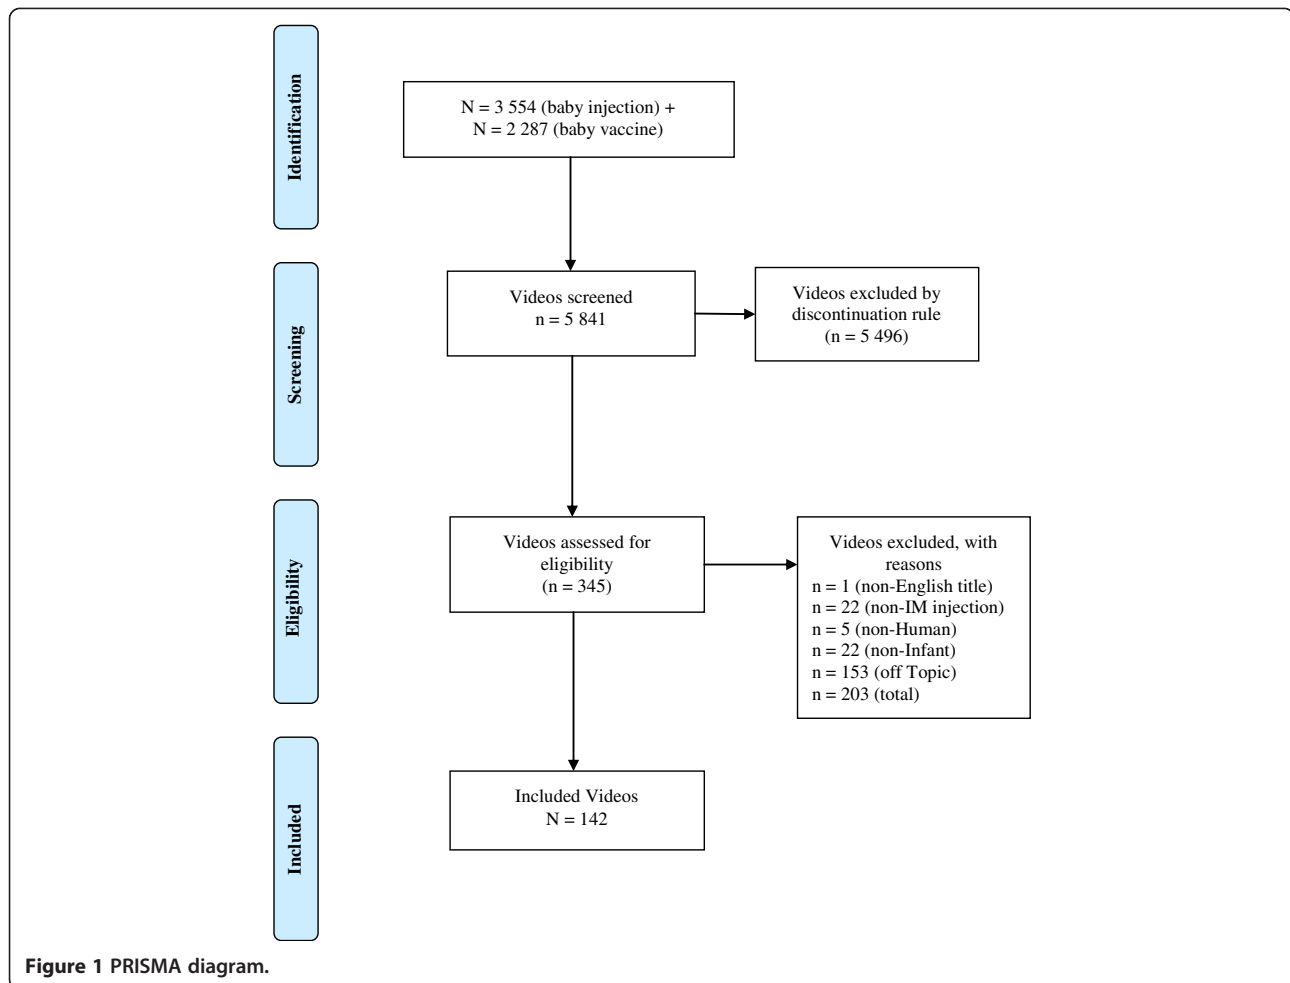 Identification
N = 3 554 (baby injection) +
N = 2 287 (baby vaccine)
Screening
Videos screened
n = 5 841
Videos excluded by
discontinuation rule
(n = 5 496)
Eligibility
Videos assessed for
eligibility
(n = 345)
Videos excluded, with
reasons
n = 1 (non-English title)
n = 22 (non-IM injection)
n = 5 (non-Human)
n = 22 (non-Infant)
n = 153 (off Topic)
n = 203 (total)
Included
Included Videos
N = 142
Figure 1 PRISMA diagram.